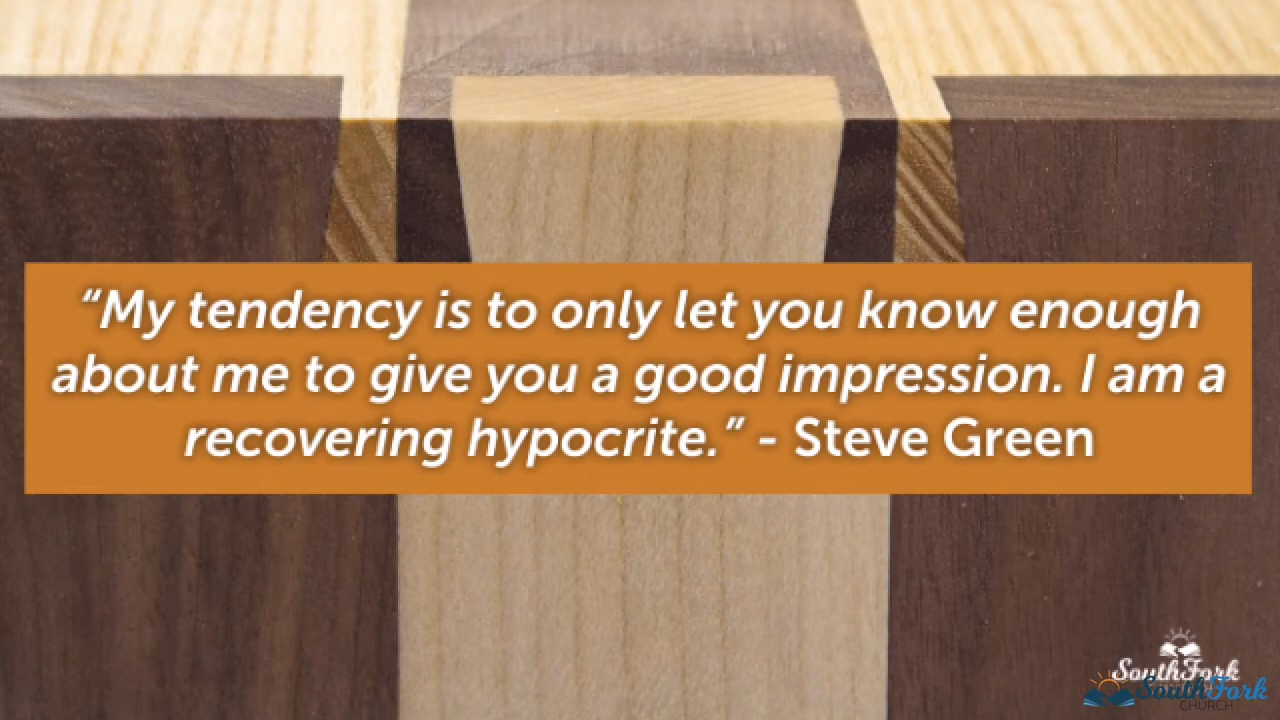 “My tendency is to only let you know enough
about me to give you a good impression. I am a
recovering hypocrite.” - Steve Green
SouthFork
SouthFork
CHURCH